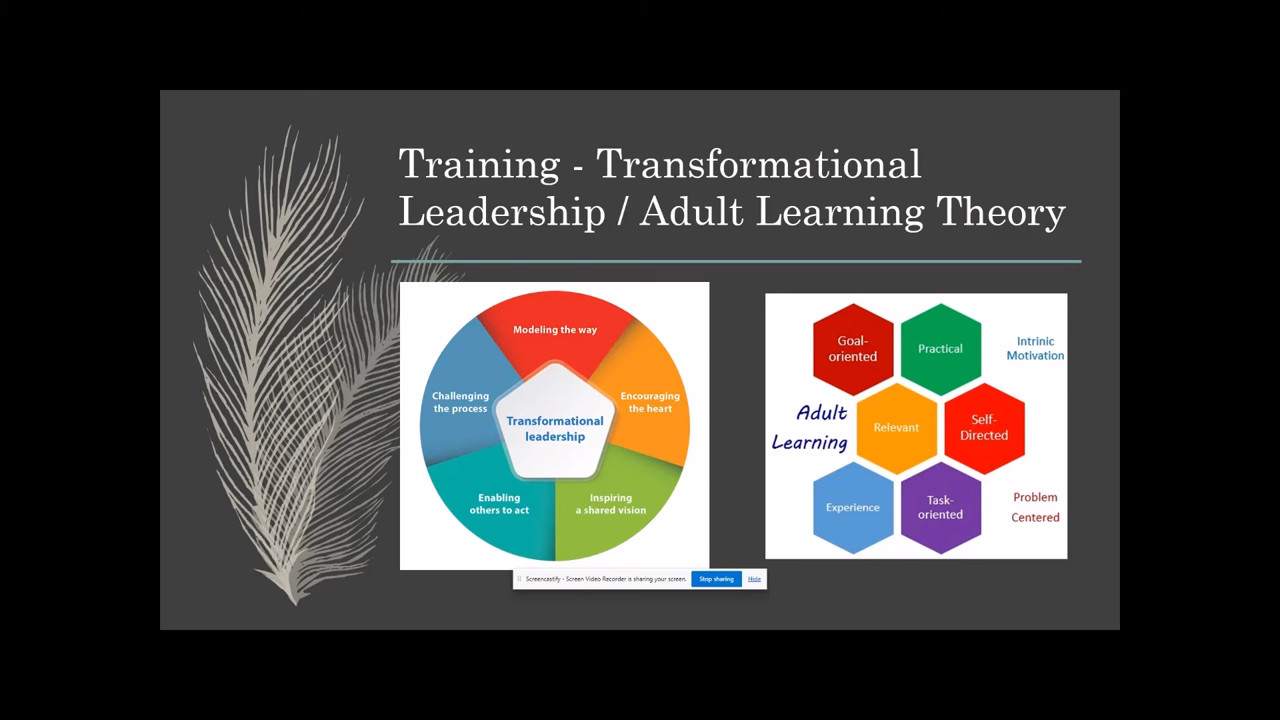 Training - Transformational
Leadership / Adult Learning Theory
Modeling the way
Challenging
the process
Encouraging
the heart
Transformational
leadership
Enabling
others to act
Inspiring
a shared vision
Goal-
oriented
Practical
Intrinic
Motivation
Adult
Learning
Relevant
Self-
Directed
Experience
Task-
oriented
Problem
Centered
Screencastify - Screen Video Recorder is sharing your screen.
Stop sharing
Hide